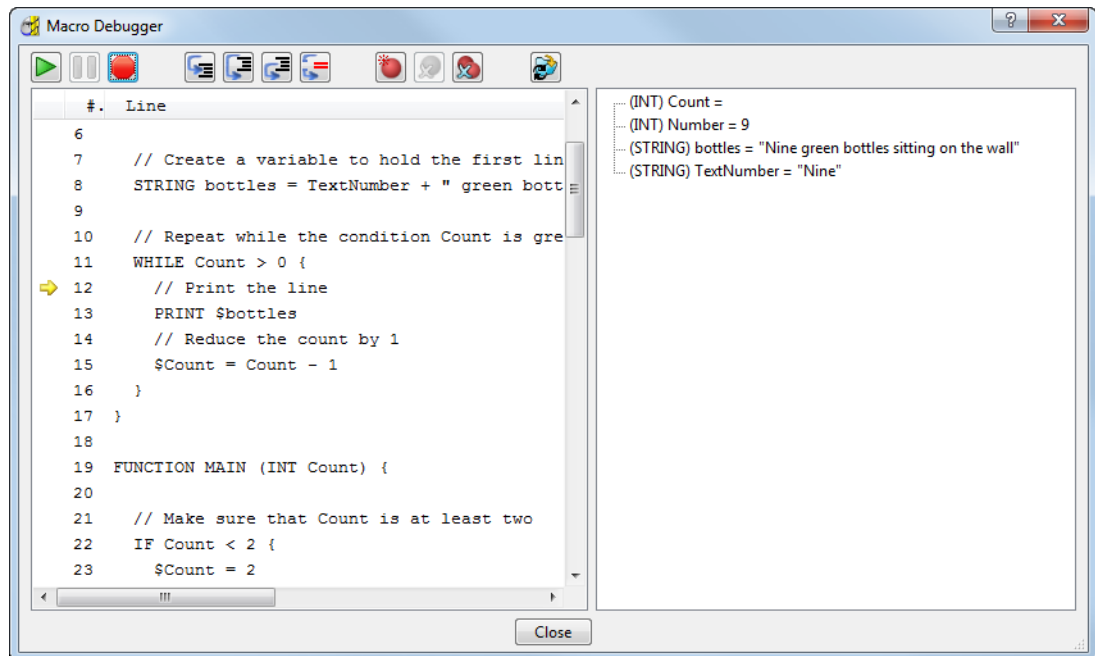 Macro Debugger
#. Line
6
7 // Create a variable to hold the first lin
8 STRING bottles = TextNumber + " green bott
9
10 // Repeat while the condition Count is gre
11 WHILE Count > 0 {
12 // Print the line
13 PRINT $bottles
14 // Reduce the count by 1
15 $Count = Count - 1
16 }
17 }
18
19 FUNCTION MAIN (INT Count) {
20
21 // Make sure that Count is at least two
22 IF Count < 2 {
23 $Count = 2
(INT) Count =
(INT) Number = 9
(STRING) bottles = "Nine green bottles sitting on the wall"
(STRING) TextNumber = "Nine"
Close